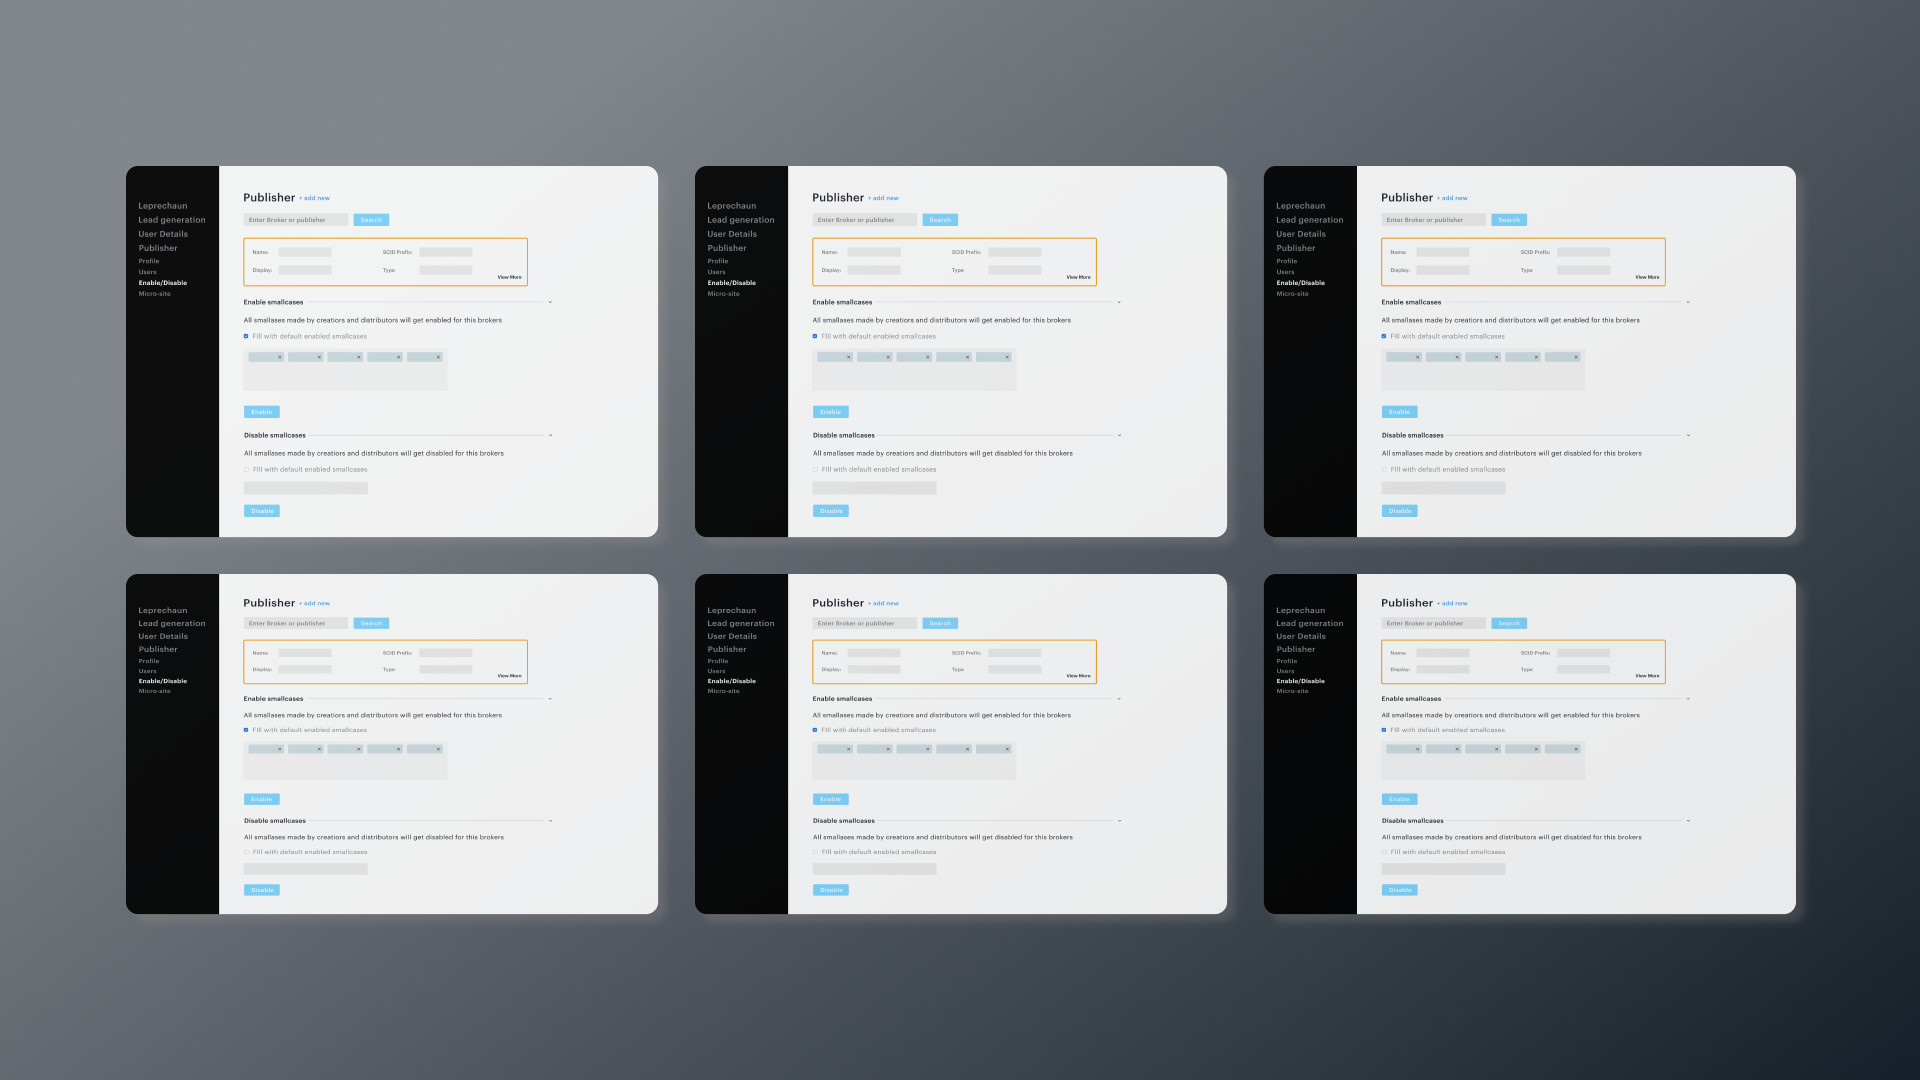 Leprechaun
Lead generation
User Details
Publisher
Profile
Users
Enable/Disable
Micro-site
Publisher + add new
Enter Broker or publisher Search
Name: SCID Prefix:
Display: Type
View More
Enable smallcases
All smallases made by creatiors and distributors will get enabled for this brokers
Fill with default enabled smallcases
Enable
Disable smallcases
All smallases made by creatiors and distributors will get disabled for this brokers
Fill with default enabled smallcases
Disable
Leprechaun
Lead generation
User Details
Publisher
Profile
Users
Enable/Disable
Micro-site
Publisher + add new
Enter Broker or publisher Search
Name: SCID Prefix:
Display: Type
View More
Enable smallcases
All smallases made by creatiors and distributors will get enabled for this brokers
Fill with default enabled smallcases
Enable
Disable smallcases
All smallases made by creatiors and distributors will get disabled for this brokers
Fill with default enabled smallcases
Disable
Leprechaun
Lead generation
User Details
Publisher
Profile
Users
Enable/Disable
Micro-site
Publisher + add new
Enter Broker or publisher Search
Name: SCID Prefix:
Display: Type
View More
Enable smallcases
All smallases made by creatiors and distributors will get enabled for this brokers
Fill with default enabled smallcases
Enable
Disable smallcases
All smallases made by creatiors and distributors will get disabled for this brokers
Fill with default enabled smallcases
Disable
Leprechaun
Lead generation
User Details
Publisher
Profile
Users
Enable/Disable
Micro-site
Publisher + add new
Enter Broker or publisher Search
Name: SCID Prefix:
Display: Type
View More
Enable smallcases
All smallases made by creatiors and distributors will get enabled for this brokers
Fill with default enabled smallcases
Enable
Disable smallcases
All smallases made by creatiors and distributors will get disabled for this brokers
Fill with default enabled smallcases
Disable
Leprechaun
Lead generation
User Details
Publisher
Profile
Users
Enable/Disable
Micro-site
Publisher + add new
Enter Broker or publisher Search
Name: SCID Prefix:
Display: Type
View More
Enable smallcases
All smallases made by creatiors and distributors will get enabled for this brokers
Fill with default enabled smallcases
Enable
Disable smallcases
All smallases made by creatiors and distributors will get disabled for this brokers
Fill with default enabled smallcases
Disable
Leprechaun
Lead generation
User Details
Publisher
Profile
Users
Enable/Disable
Micro-site
Publisher + add new
Enter Broker or publisher Search
Name: SCID Prefix:
Display: Type
View More
Enable smallcases
All smallases made by creatiors and distributors will get enabled for this brokers
Fill with default enabled smallcases
Enable
Disable smallcases
All smallases made by creatiors and distributors will get disabled for this brokers
Fill with default enabled smallcases
Disable